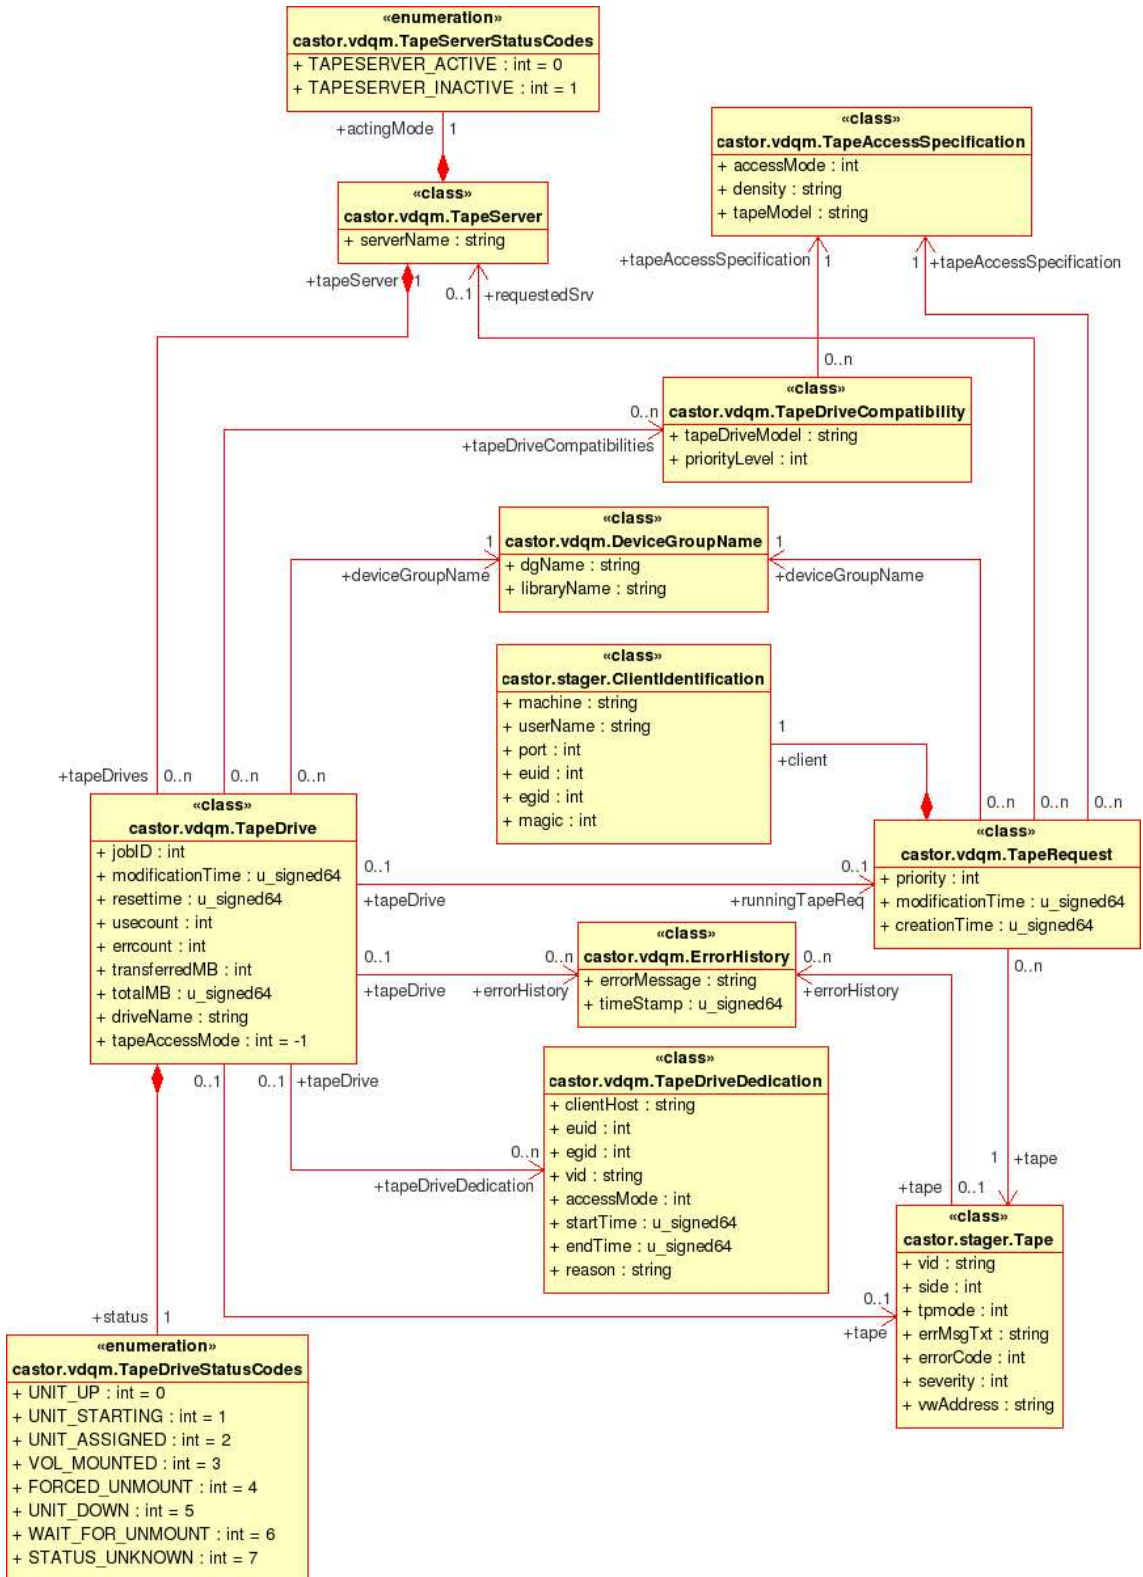 «enumeration»
castor.vdqm.TapeServerStatusCodes
+ TAPESERVER_ACTIVE : int = 0
+ TAPESERVER_INACTIVE : int = 1
+actingMode 1
«class»
castor.vdqm.TapeAccessSpecification
+ accessMode : int
+ density : string
+ tapeModel : string
«class»
castor.vdqm.TapeServer
+ serverName : string
+tapeServer 1
0..1 +requestedSrv
+tapeAccessSpecification 1
1 +tapeAccessSpecification
0..n
«class»
castor.vdqm.TapeDriveCompatibility
+ tapeDriveModel : string
+ priorityLevel : int
0..n
+tapeDriveCompatibilities
«class»
castor.vdqm.DeviceGroupName
+ dgName : string
+ libraryName : string
1
+deviceGroupName
1
+deviceGroupName
«class»
castor.stager.ClientIdentification
+ machine : string
+ userName : string
+ port : int
+ euid : int
+ egid : int
+ magic : int
1
+client
+tapeDrives 0..n 0..n 0..n
0..n 0..n 0..n
«class»
castor.vdqm.TapeDrive
+ jobID : int
+ modificationTime : u_signed64
+ resettime : u_signed64
+ usecount : int
+ errcount : int
+ transferredMB : int
+ totalMB : u_signed64
+ driveName : string
+ tapeAccessMode : int = -1
«class»
castor.vdqm.TapeRequest
+ priority : int
+ modificationTime : u_signed64
+ creationTime : u_signed64
0..1 0..1
+tapeDrive +runningTapeReq
«class»
castor.vdqm.ErrorHistory
+ errorMessage : string
+ timeStamp : u_signed64
0..1 0..n
+tapeDrive +errorHistory
0..n
+errorHistory
0..n
0..1 0..1 +tapeDrive
«class»
castor.vdqm.TapeDriveDedication
+ clientHost : string
+ euid : int
+ egid : int
+ vid : string
+ accessMode : int
+ startTime : u_signed64
+ endTime : u_signed64
+ reason : string
0..n
+tapeDriveDedication
1 +tape
+tape 0..1
«class»
castor.stager.Tape
+ vid : string
+ side : int
+ tpmode : int
+ errMsgTxt : string
+ errorCode : int
+ severity : int
+ vwAddress : string
0..1
+tape
+status 1
«enumeration»
castor.vdqm.TapeDriveStatusCodes
+ UNIT_UP : int = 0
+ UNIT_STARTING : int = 1
+ UNIT_ASSIGNED : int = 2
+ VOL_MOUNTED : int = 3
+ FORCED_UNMOUNT : int = 4
+ UNIT_DOWN : int = 5
+ WAIT_FOR_UNMOUNT : int = 6
+ STATUS_UNKNOWN : int = 7